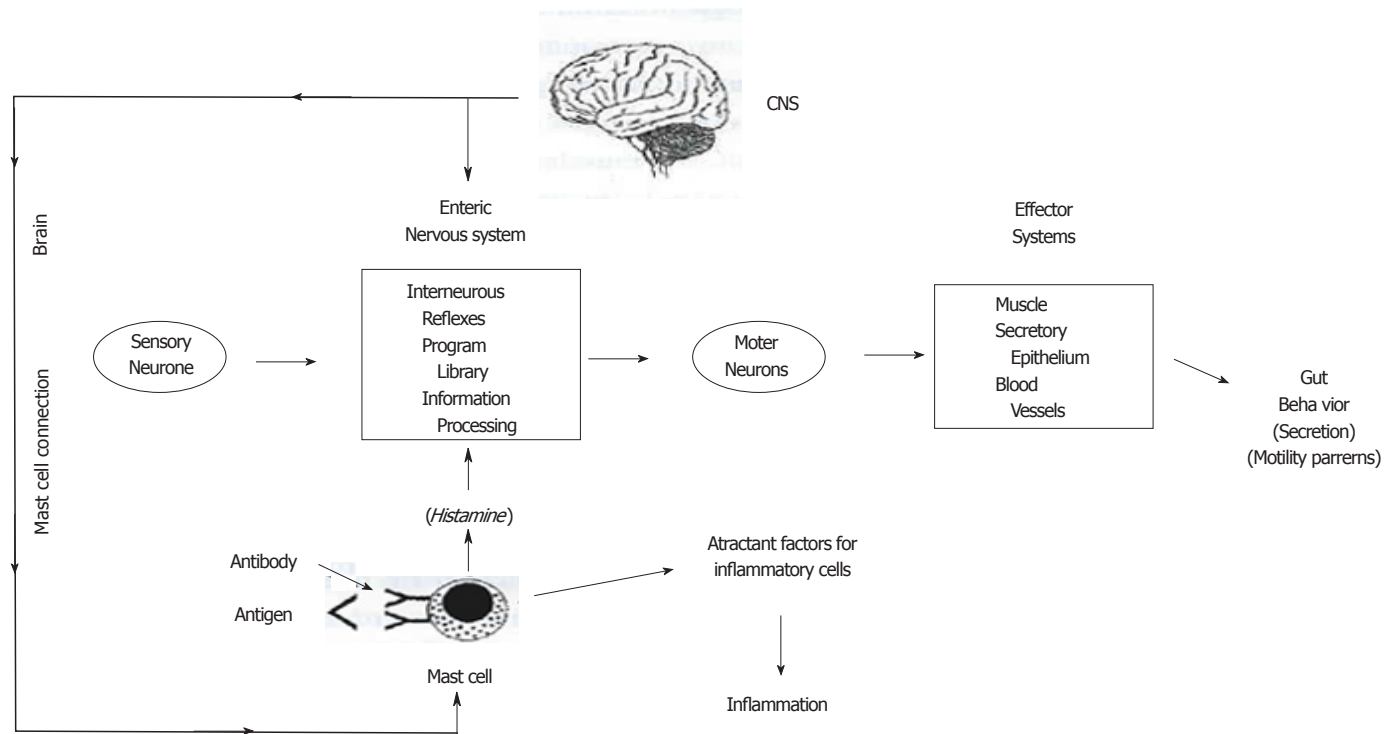 CNS
Enteric
Nervous system
Effector
Systems
Brain
Mast cell connection
Sensory
Neurone
Interneurous
Reflexes
Program
Library
Information
Processing
Moter
Neurons
Muscle
Secretory
Epithelium
Blood
Vessels
Gut
Beha vior
(Secretion)
(Motility parrerns)
(Histamine)
Antibody
Antigen
Mast cell
Atractant factors for
inflammatory cells
Inflammation